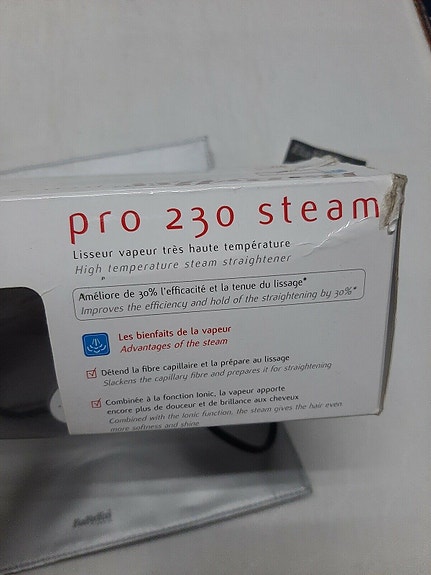 pro 230 steam
Lisseur vapeur très haute température
High temperature steam straightener
Améliore de 30% l'efficacité et la tenue du lissage*
Improves the efficiency and hold of the straightening by 30%*
Les bienfaits de la vapeur
Advantages of the steam
Détend la fibre capillaire et la prépare au lissage
Slackens the capillary fibre and prepares it for straightening
Combinée à la fonction Ionic, la vapeur apporte
encore plus de douceur et de brillance aux cheveux
Combined with the Ionic function, the steam gives the hair even
more softness and shine